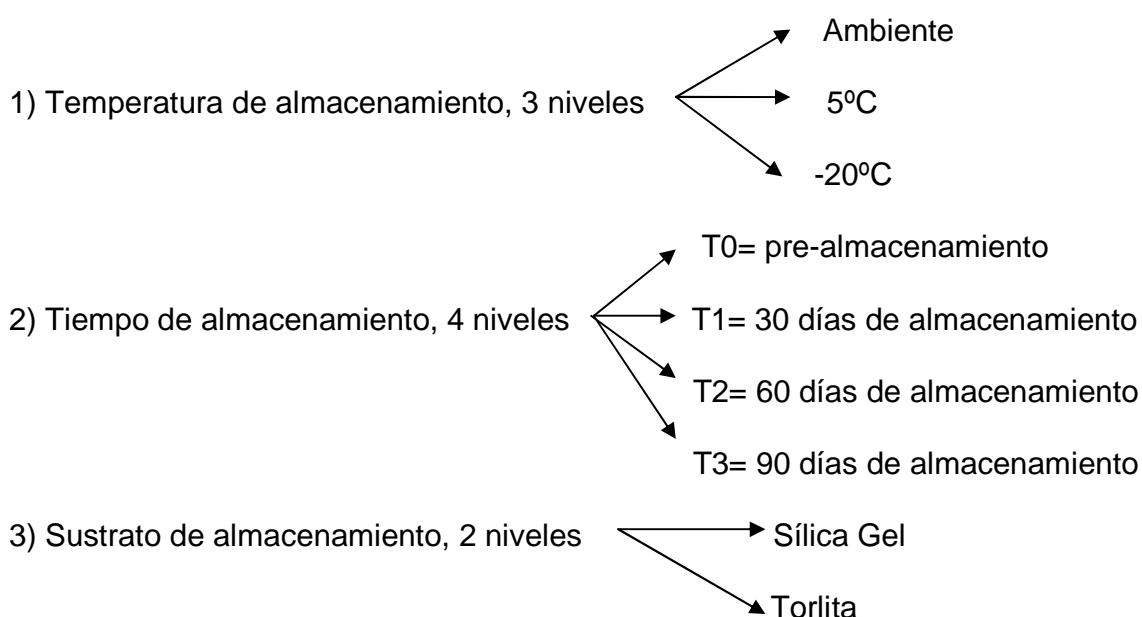 Ambiente
1) Temperatura de almacenamiento, 3 niveles
5ºC
-20ºC
T0= pre-almacenamiento
2) Tiempo de almacenamiento, 4 niveles
T1= 30 días de almacenamiento
T2= 60 días de almacenamiento
T3= 90 días de almacenamiento
3) Sustrato de almacenamiento, 2 niveles
Sílica Gel
Torlita